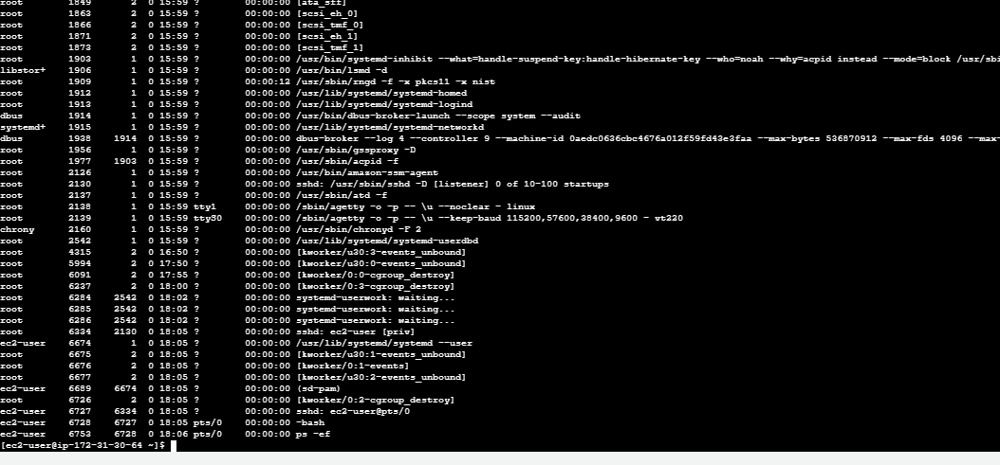 root 1849 2 0 15:59 ? 00:00:00 [ata_sff]
root 1863 2 0 15:59 ? 00:00:00 [scsi_eh_0]
root 1866 2 0 15:59 ? 00:00:00 [scsi_tmf_0]
root 1871 2 0 15:59 ? 00:00:00 [scsi_eh_1]
root 1873 2 0 15:59 ? 00:00:00 [scsi_tmf_1]
root 1903 1 0 15:59 ? 00:00:00 /usr/bin/systemd-inhibit --what=handle-suspend-key:handle-hibernate-key --who=noah --why=acpid instead --mode=block /usr/sbi
libstor+ 1906 1 0 15:59 ? 00:00:00 /usr/bin/lsmd -d
root 1909 1 0 15:59 ? 00:00:12 /usr/sbin/rngd -f -x pkcs11 -x nist
root 1912 1 0 15:59 ? 00:00:00 /usr/lib/systemd/systemd-homed
root 1913 1 0 15:59 ? 00:00:00 /usr/lib/systemd/systemd-logind
dbus 1914 1 0 15:59 ? 00:00:00 /usr/bin/dbus-broker-launch --scope system --audit
systemd+ 1915 1 0 15:59 ? 00:00:00 /usr/lib/systemd/systemd-networkd
dbus 1938 1914 0 15:59 ? 00:00:00 dbus-broker --log 4 --controller 9 --machine-id 0aedc0636cbc4676a012f59fd43e3faa --max-bytes 536870912 --max-fds 4096 --max-
root 1956 1 0 15:59 ? 00:00:00 /usr/sbin/gssproxy -D
root 1977 1903 0 15:59 ? 00:00:00 /usr/sbin/acpid -f
root 2126 1 0 15:59 ? 00:00:00 /usr/bin/amazon-ssm-agent
root 2130 1 0 15:59 ? 00:00:00 sshd: /usr/sbin/sshd -D [listener] 0 of 10-100 startups
root 2137 1 0 15:59 ? 00:00:00 /usr/sbin/atd -f
root 2138 1 0 15:59 tty1 00:00:00 /sbin/agetty -o -p -- \u --noclear - linux
root 2139 1 0 15:59 ttyS0 00:00:00 /sbin/agetty -o -p -- \u --keep-baud 115200,57600,38400,9600 - vt220
chrony 2160 1 0 15:59 ? 00:00:00 /usr/sbin/chronyd -F 2
root 2542 1 0 15:59 ? 00:00:00 /usr/lib/systemd/systemd-userdbd
root 4315 2 0 16:50 ? 00:00:00 [kworker/u30:3-events_unbound]
root 5994 2 0 17:50 ? 00:00:00 [kworker/u30:0-events_unbound]
root 6091 2 0 17:55 ? 00:00:00 [kworker/0:0-cgroup_destroy]
root 6237 2 0 18:00 ? 00:00:00 [kworker/0:3-cgroup_destroy]
root 6284 2542 0 18:02 ? 00:00:00 systemd-userwork: waiting...
root 6285 2542 0 18:02 ? 00:00:00 systemd-userwork: waiting...
root 6286 2542 0 18:02 ? 00:00:00 systemd-userwork: waiting...
root 6334 2130 0 18:05 ? 00:00:00 sshd: ec2-user [priv]
ec2-user 6674 1 0 18:05 ? 00:00:00 /usr/lib/systemd/systemd --user
root 6675 2 0 18:05 ? 00:00:00 [kworker/u30:1-events_unbound]
root 6676 2 0 18:05 ? 00:00:00 [kworker/0:1-events]
root 6677 2 0 18:05 ? 00:00:00 [kworker/u30:2-events_unbound]
ec2-user 6689 6674 0 18:05 ? 00:00:00 (sd-pam)
root 6726 2 0 18:05 ? 00:00:00 [kworker/0:2-cgroup_destroy]
ec2-user 6727 6334 0 18:05 ? 00:00:00 sshd: ec2-user@pts/0
ec2-user 6728 6727 0 18:05 pts/0 00:00:00 -bash
ec2-user 6753 6728 0 18:06 pts/0 00:00:00 ps -ef
[ec2-user@ip-172-31-30-64 ~]$